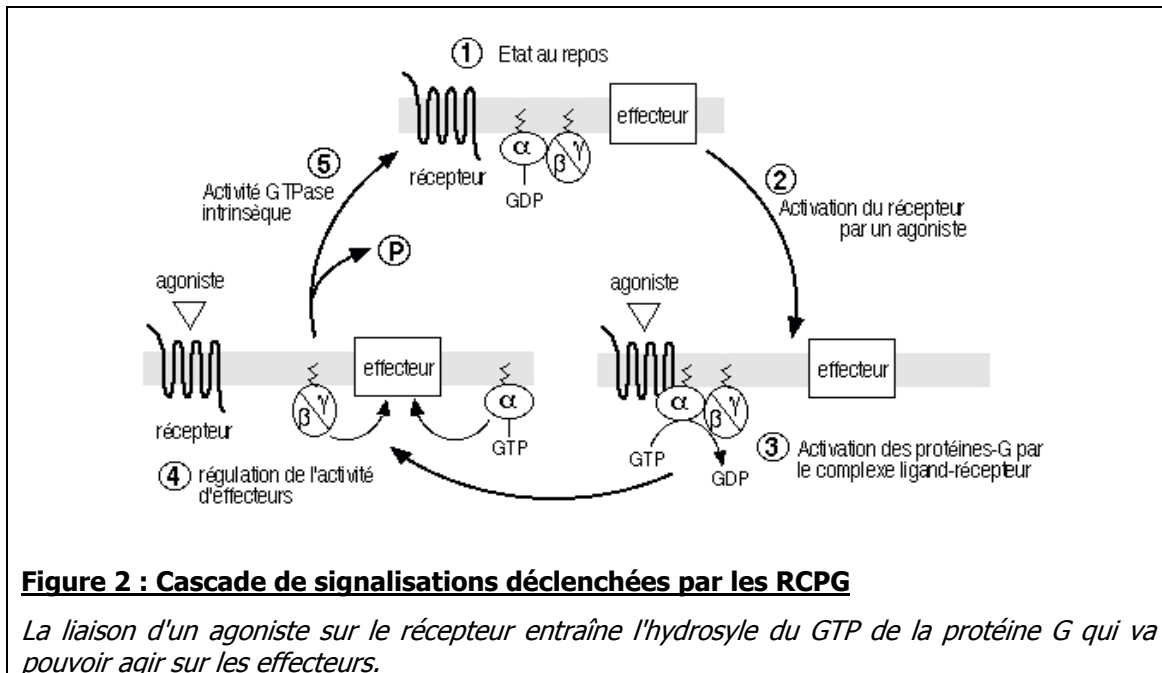 1 Etat au repos
effecteur
α
β γ
récepteur
GDP
5
Activité GTPase
intrinsèque
2
Activation du récepteur
par un agoniste
P
agoniste
agoniste
effecteur
effecteur
β γ
α
α
β γ
récepteur
GTP
GTP
GDP
3 Activation des protéines-G par
le complexe ligand-récepteur
4 régulation de l'activité
d'effecteurs
Figure 2 : Cascade de signalisations déclenchées par les RCPG
La liaison d'un agoniste sur le récepteur entraîne l'hydrosyle du GTP de la protéine G qui va
pouvoir agir sur les effecteurs.